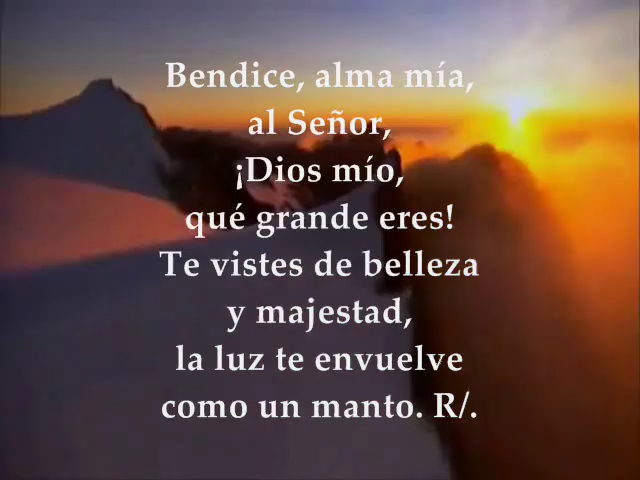 Bendice, alma mía,
al Señor,
¡Dios mío,
qué grande eres!
Te vistes de belleza
y majestad,
la luz te envuelve
como un manto. R/.